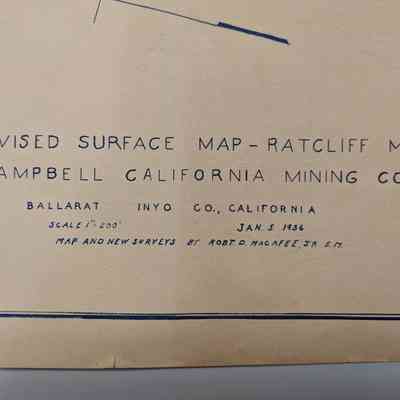 VISED SURFACE MAP - RATCLIFF M
AMPBELL CALIFORNIA MINING CO
BALLARAT INYO CO., CALIFORNIA
SCALE 1"=200' JAN. 5 1936
MAP AND NEW SURVEYS BY ROBT. D. MACAFEE, JR. E.M.